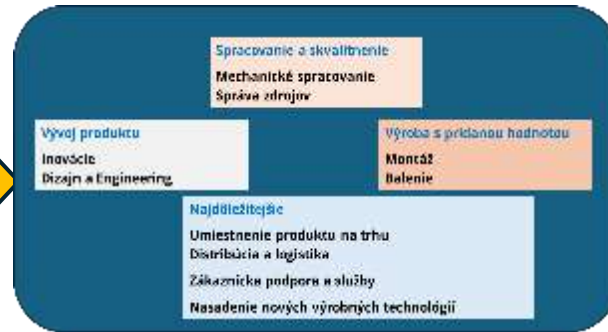 Spracovanie a skvalitnenie
Mechanické spracovanie
Správa zdrojov
Vývoj produktu
Inovácie
Dizajn a Engineering
Výroba s pridanou hodnotou
Montáž
Balenie
Najdôležitejšie
Umiestnenie produktu na trhu
Distribúcia a logistika
Zákaznícka podpora a služby
Nasadenie nových výrobných technológií